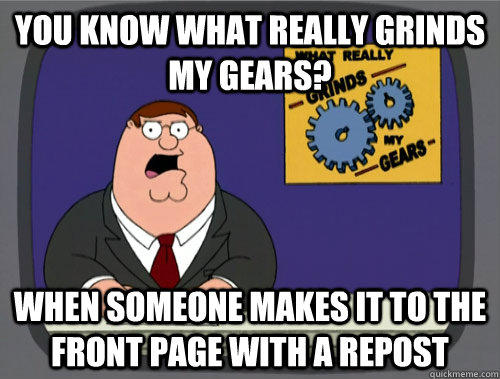 YOU KNOW WHAT REALLY GRINDS
MY GEARS?
WHAT REALLY
GRINDS
MY
GEARS
WHEN SOMEONE MAKES IT TO THE
FRONT PAGE WITH A REPOST
quickmeme.com